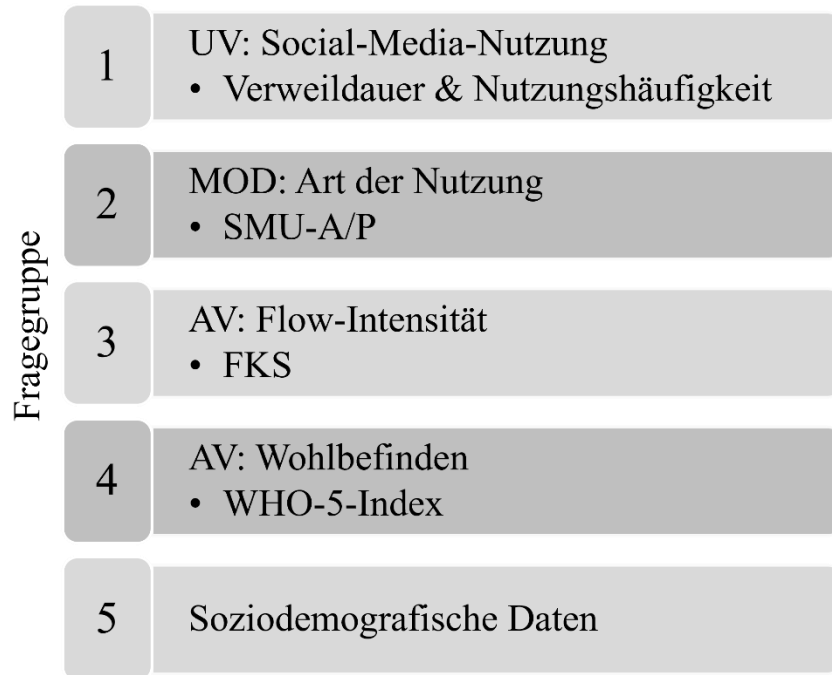 Fragegruppe
1
UV: Social-Media-Nutzung
• Verweildauer & Nutzungshäufigkeit
2
MOD: Art der Nutzung
• SMU-A/P
3
AV: Flow-Intensität
• FKS
4
AV: Wohlbefinden
• WHO-5-Index
5
Soziodemografische Daten